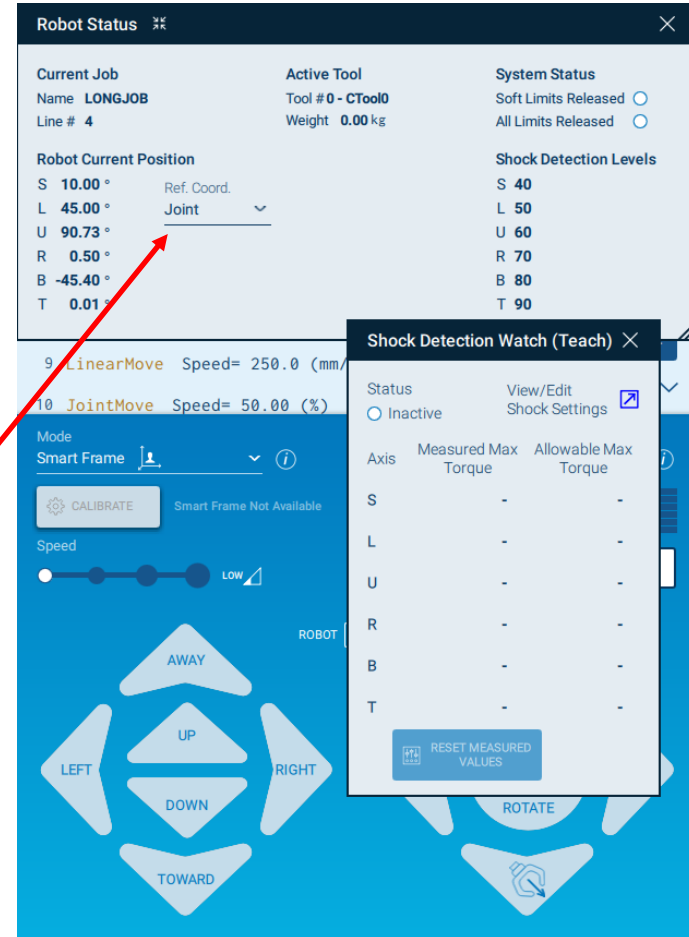 Robot Status
Current Job
Name LONGJOB
Line # 4
Active Tool
Tool # 0 - CTool0
Weight 0.00 kg
System Status
Soft Limits Released
All Limits Released
Robot Current Position
S 10.00 °
L 45.00 °
U 90.73 °
R 0.50 °
B -45.40 °
T 0.01 °
Ref. Coord.
Joint
Shock Detection Levels
S 40
L 50
U 60
R 70
B 80
T 90
9 LinearMove Speed= 250.0 (mm/
10 JointMove Speed= 50.00 (%)
Mode
Smart Frame
CALIBRATE
Smart Frame Not Available
Speed
LOW
ROBOT
AWAY
UP
LEFT
RIGHT
DOWN
TOWARD
ROTATE
Shock Detection Watch (Teach)
Status
Inactive
View/Edit
Shock Settings
Axis
Measured Max
Torque
Allowable Max
Torque
S - -
L - -
U - -
R - -
B - -
T - -
RESET MEASURED
VALUES